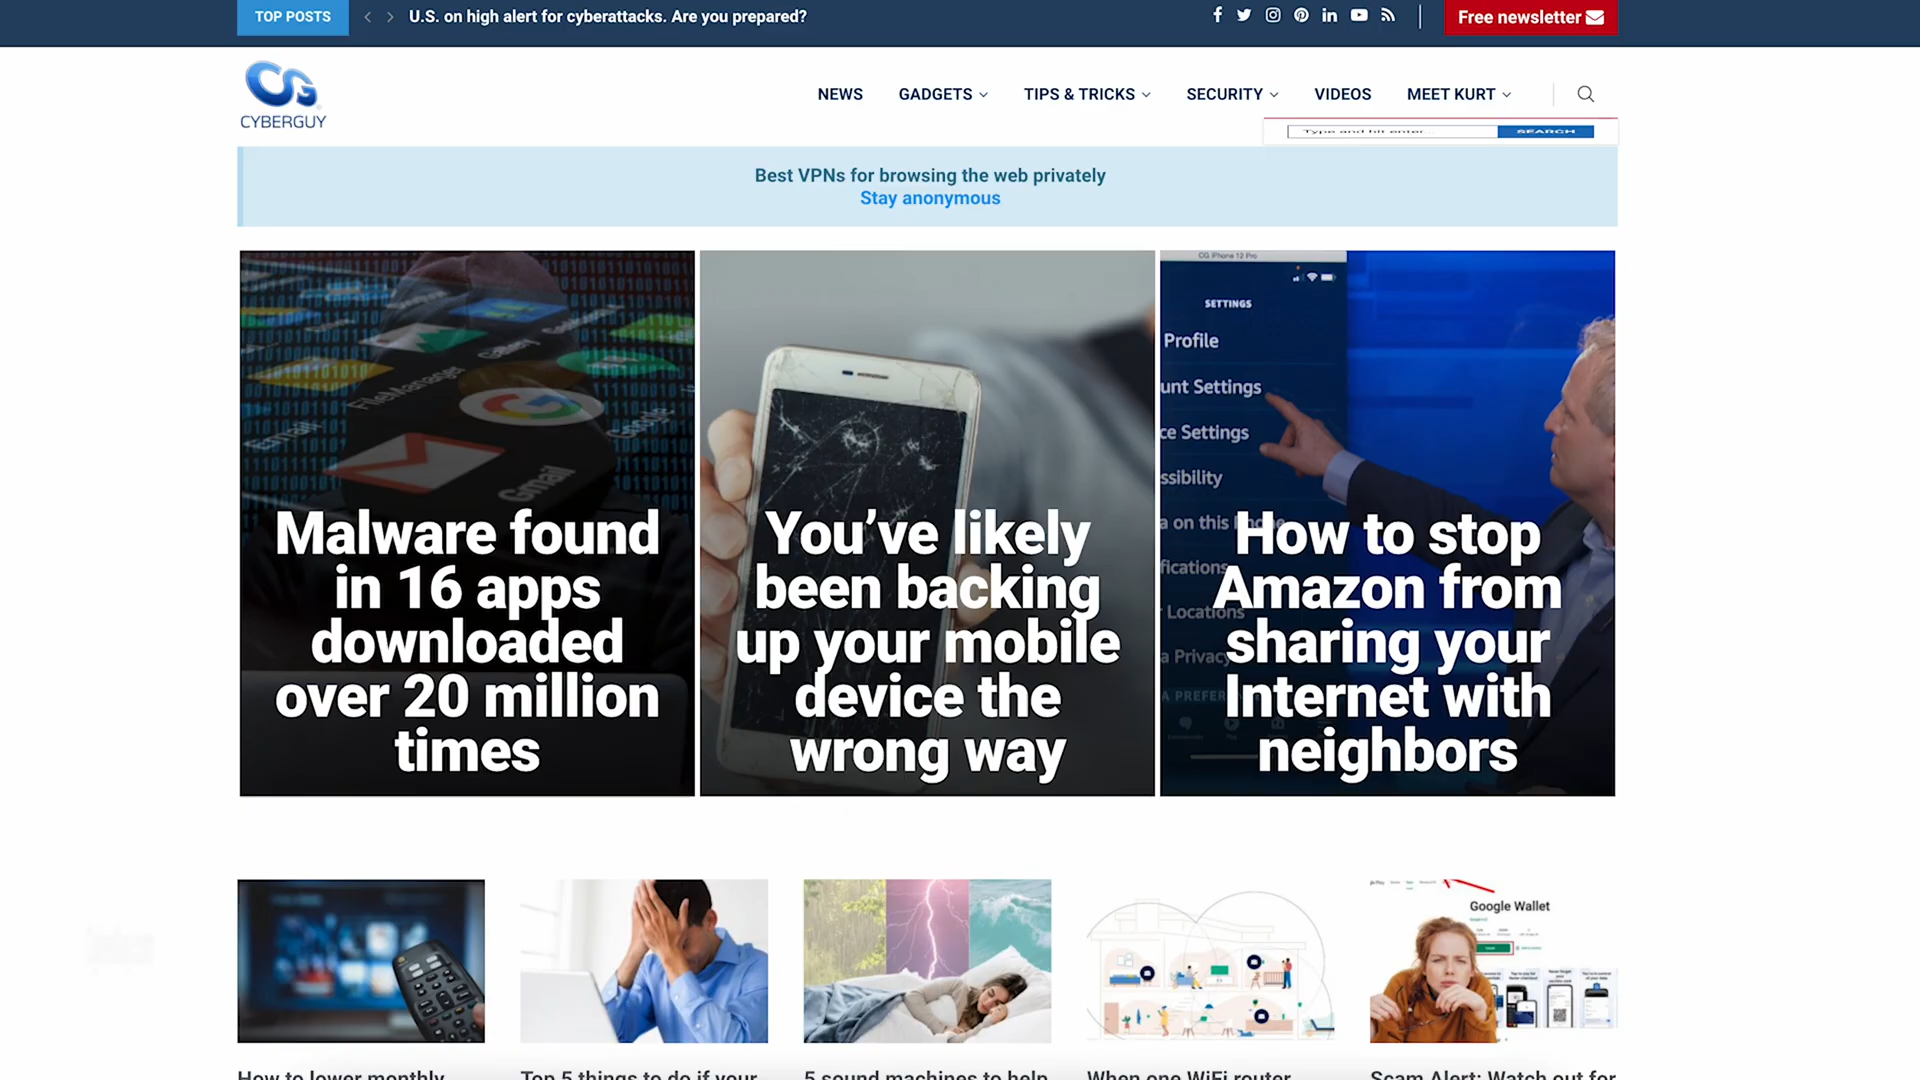 TOP POSTS
U.S. on high alert for cyberattacks. Are you prepared?
Free newsletter
CG
CYBERGUY
NEWS
GADGETS
TIPS & TRICKS
SECURITY
VIDEOS
MEET KURT
Type and hit enter...
SEARCH
Best VPNs for browsing the web privately
Stay anonymous
FileManager
Gmail
Google
Email
Malware found
in 16 apps
downloaded
over 20 million
times
You’ve likely
been backing
up your mobile
device the
wrong way
CG iPhone 12 Pro
SETTINGS
Profile
unt Settings
ce Settings
ssibility
a on this
fications
Locations
a Privacy
A PREFER
How to stop
Amazon from
sharing your
Internet with
neighbors
Google Wallet
How to lower monthly
Top 5 things to do if your
5 sound machines to help
When one WiFi router
Scam Alert: Watch out for